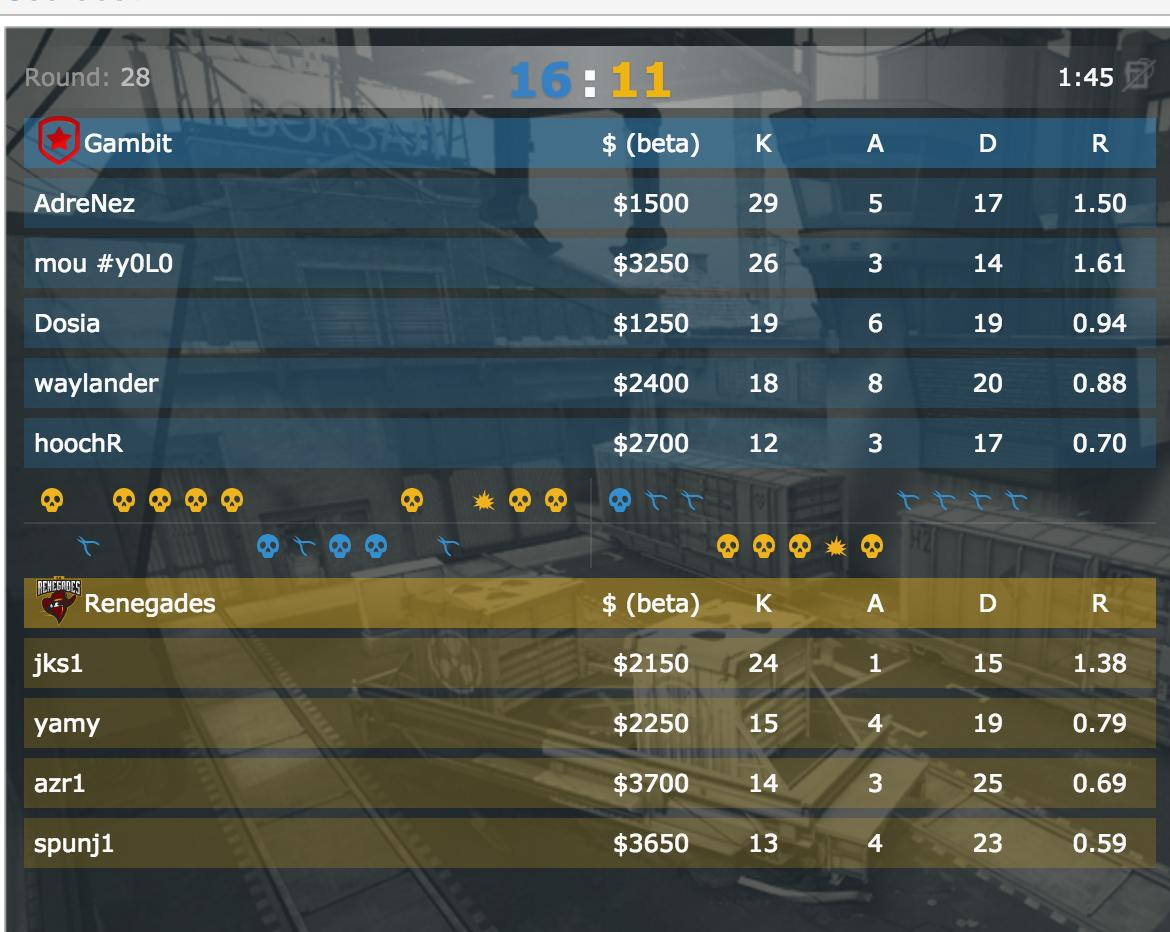 Round: 28 16:11 1:45
Gambit $ (beta) K A D R
AdreNez $1500 29 5 17 1.50
mou #y0L0 $3250 26 3 14 1.61
Dosia $1250 19 6 19 0.94
waylander $2400 18 8 20 0.88
hoochR $2700 12 3 17 0.70
RENEGADES
Renegades $ (beta) K A D R
jks1 $2150 24 1 15 1.38
yamy $2250 15 4 19 0.79
azr1 $3700 14 3 25 0.69
spunj1 $3650 13 4 23 0.59